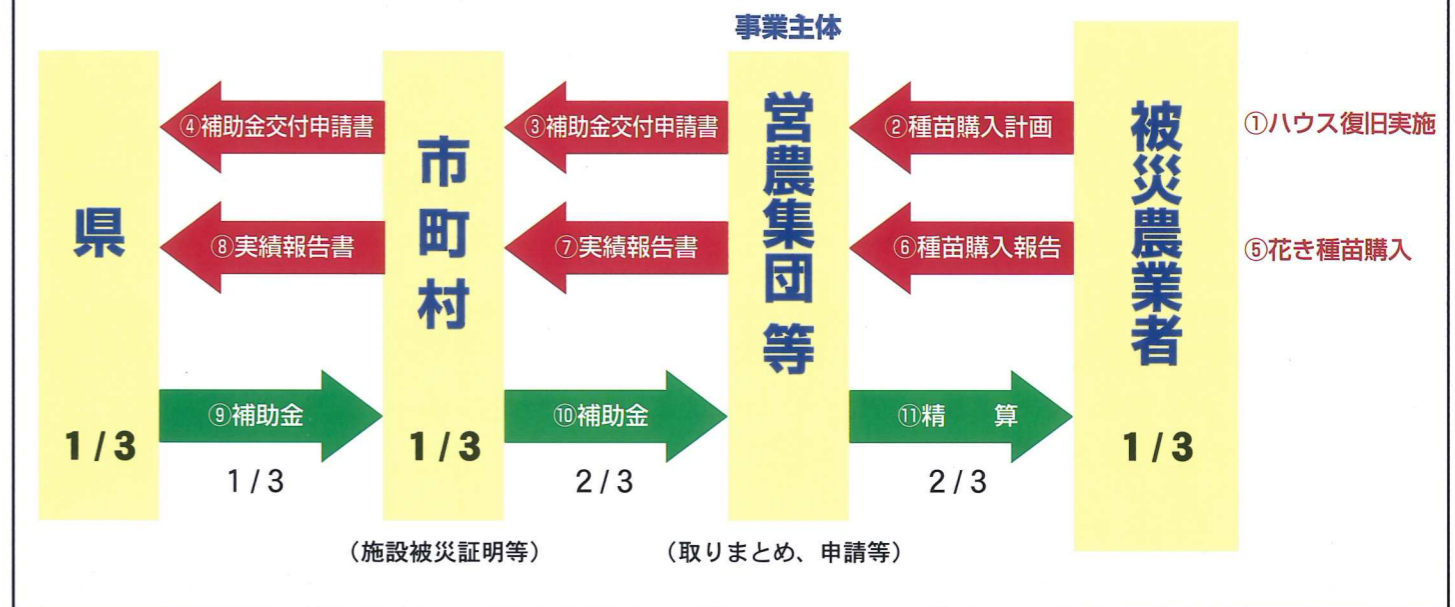 事業主体
県
市町村
営農集団 等
被災農業者
④補助金交付申請書
③補助金交付申請書
②種苗購入計画
①ハウス復旧実施
⑧実績報告書
⑦実績報告書
⑥種苗購入報告
⑤花き種苗購入
⑨補助金
⑩補助金
⑪精　算
1/3
1/3
1/3
1/3
2/3
2/3
（施設被災証明等）
（取りまとめ、申請等）